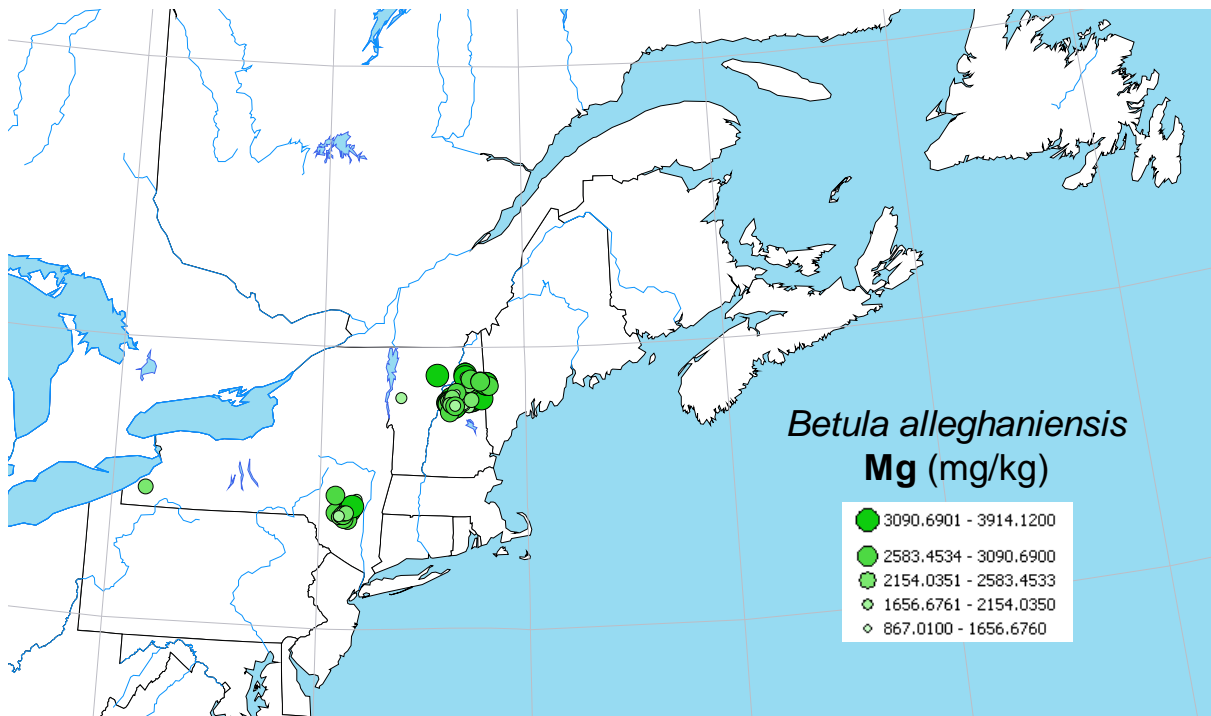 Betula alleghaniensis
Mg (mg/kg)
3090.6901 - 3914.1200
2583.4534 - 3090.6900
2154.0351 - 2583.4533
1656.6761 - 2154.0350
867.0100 - 1656.6760